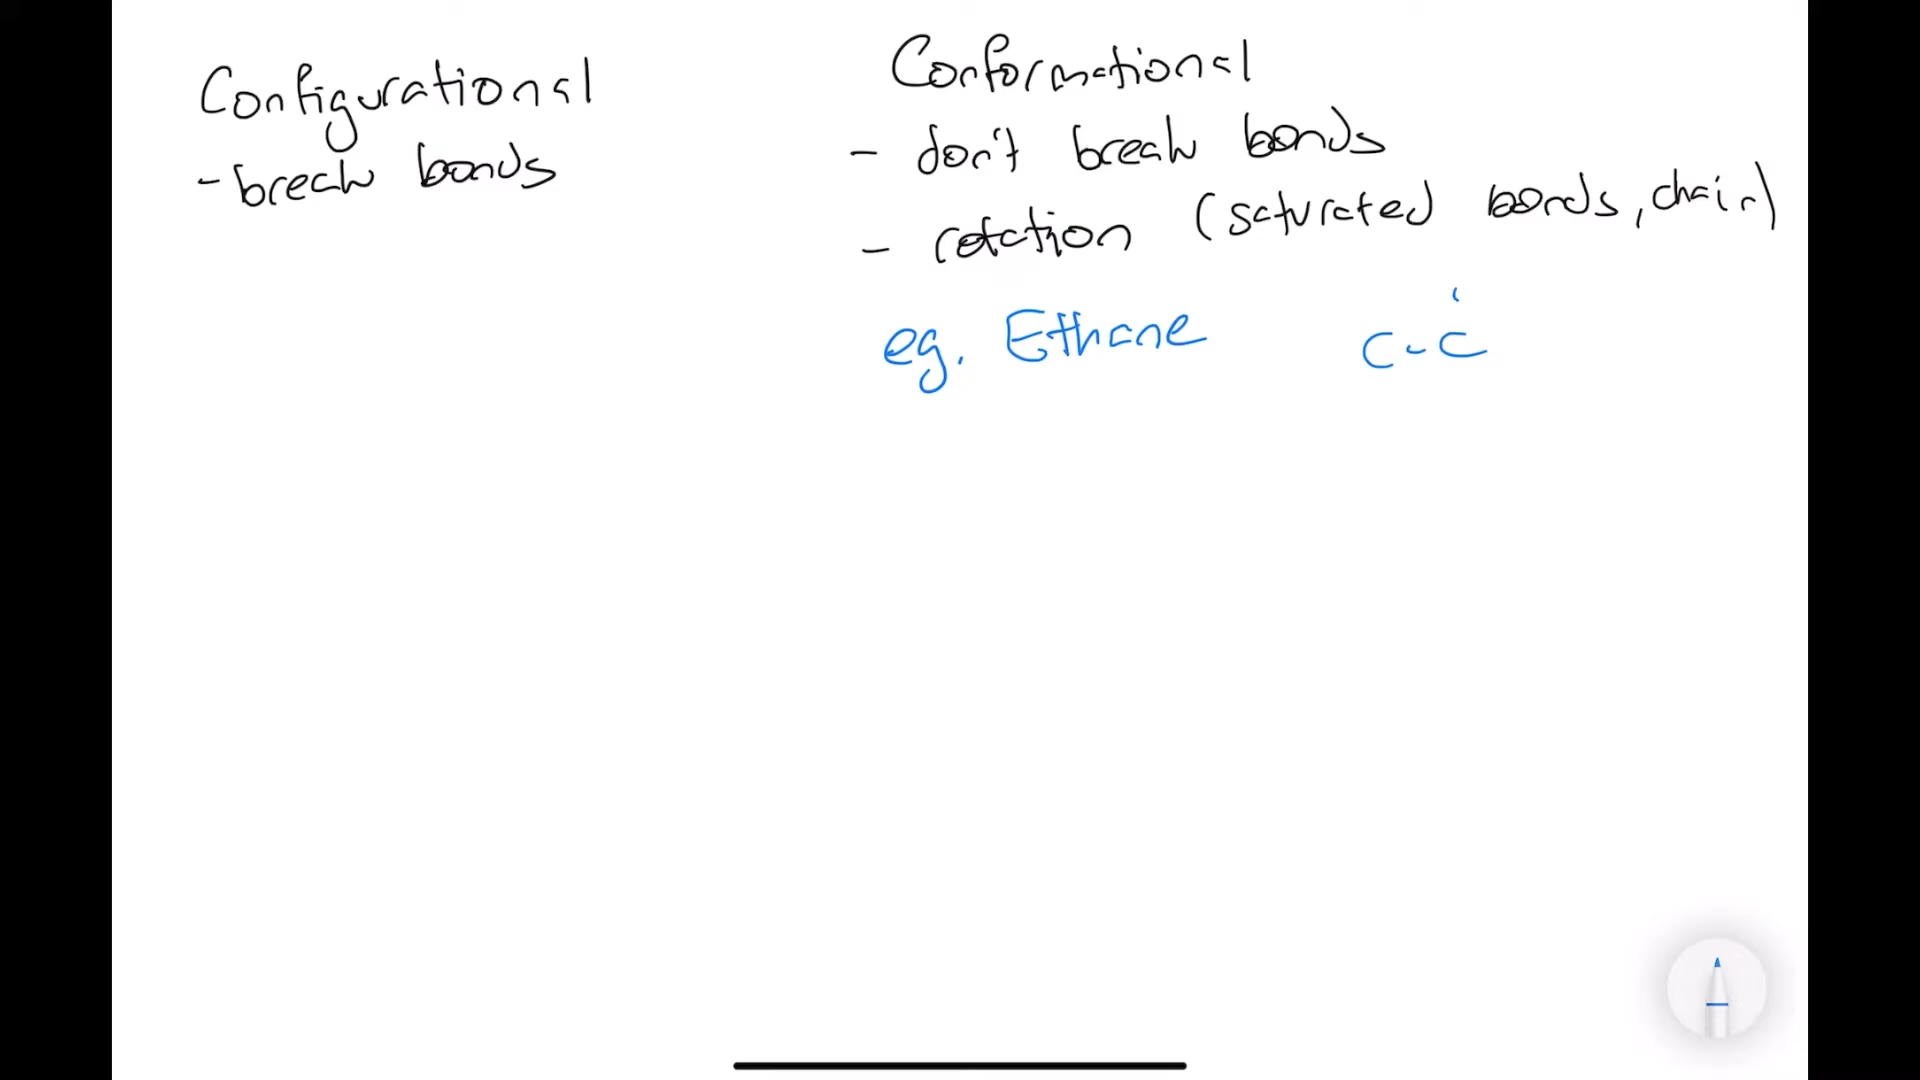 Configurational
- break bonds
Conformational
- don't break bonds
- rotation (saturated bonds, chain)
eg. Ethane C-C